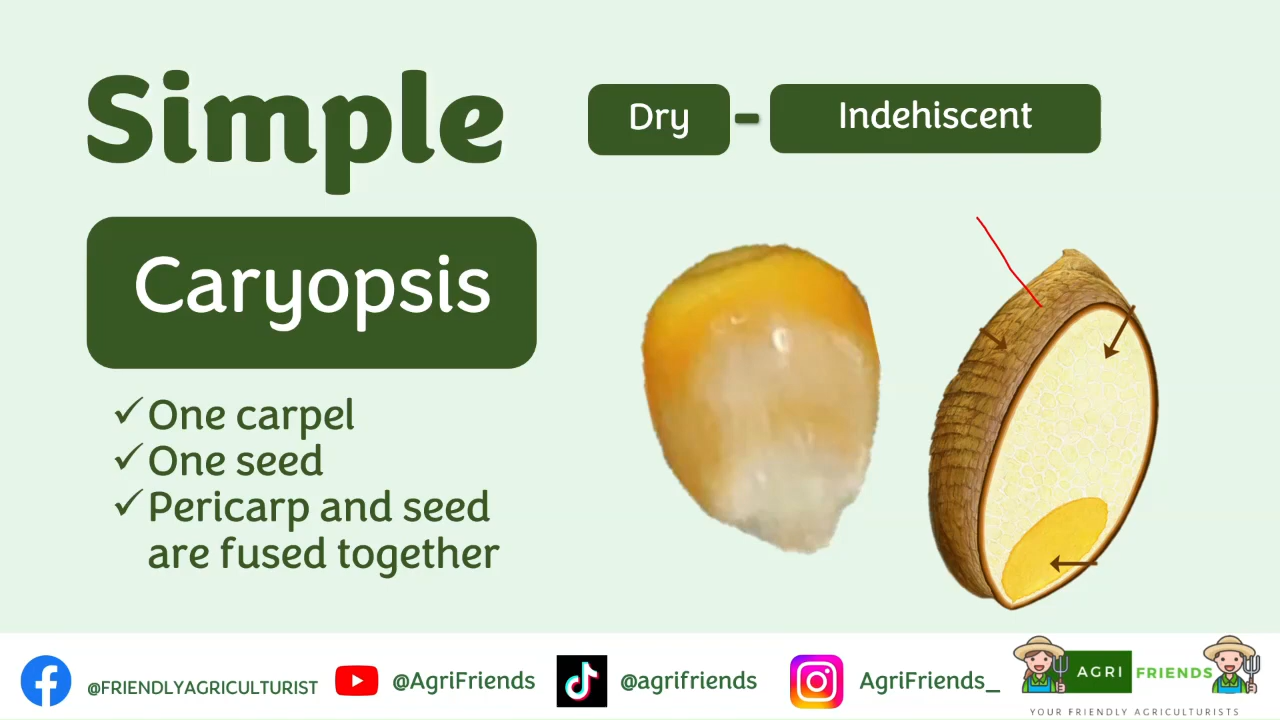 Simple
Dry - Indehiscent
Caryopsis
✓One carpel
✓One seed
✓Pericarp and seed
are fused together
@FRIENDLYAGRICULTURIST
@AgriFriends
@agrifriends
AgriFriends_
AGRI FRIENDS
YOUR FRIENDLY AGRICULTURISTS